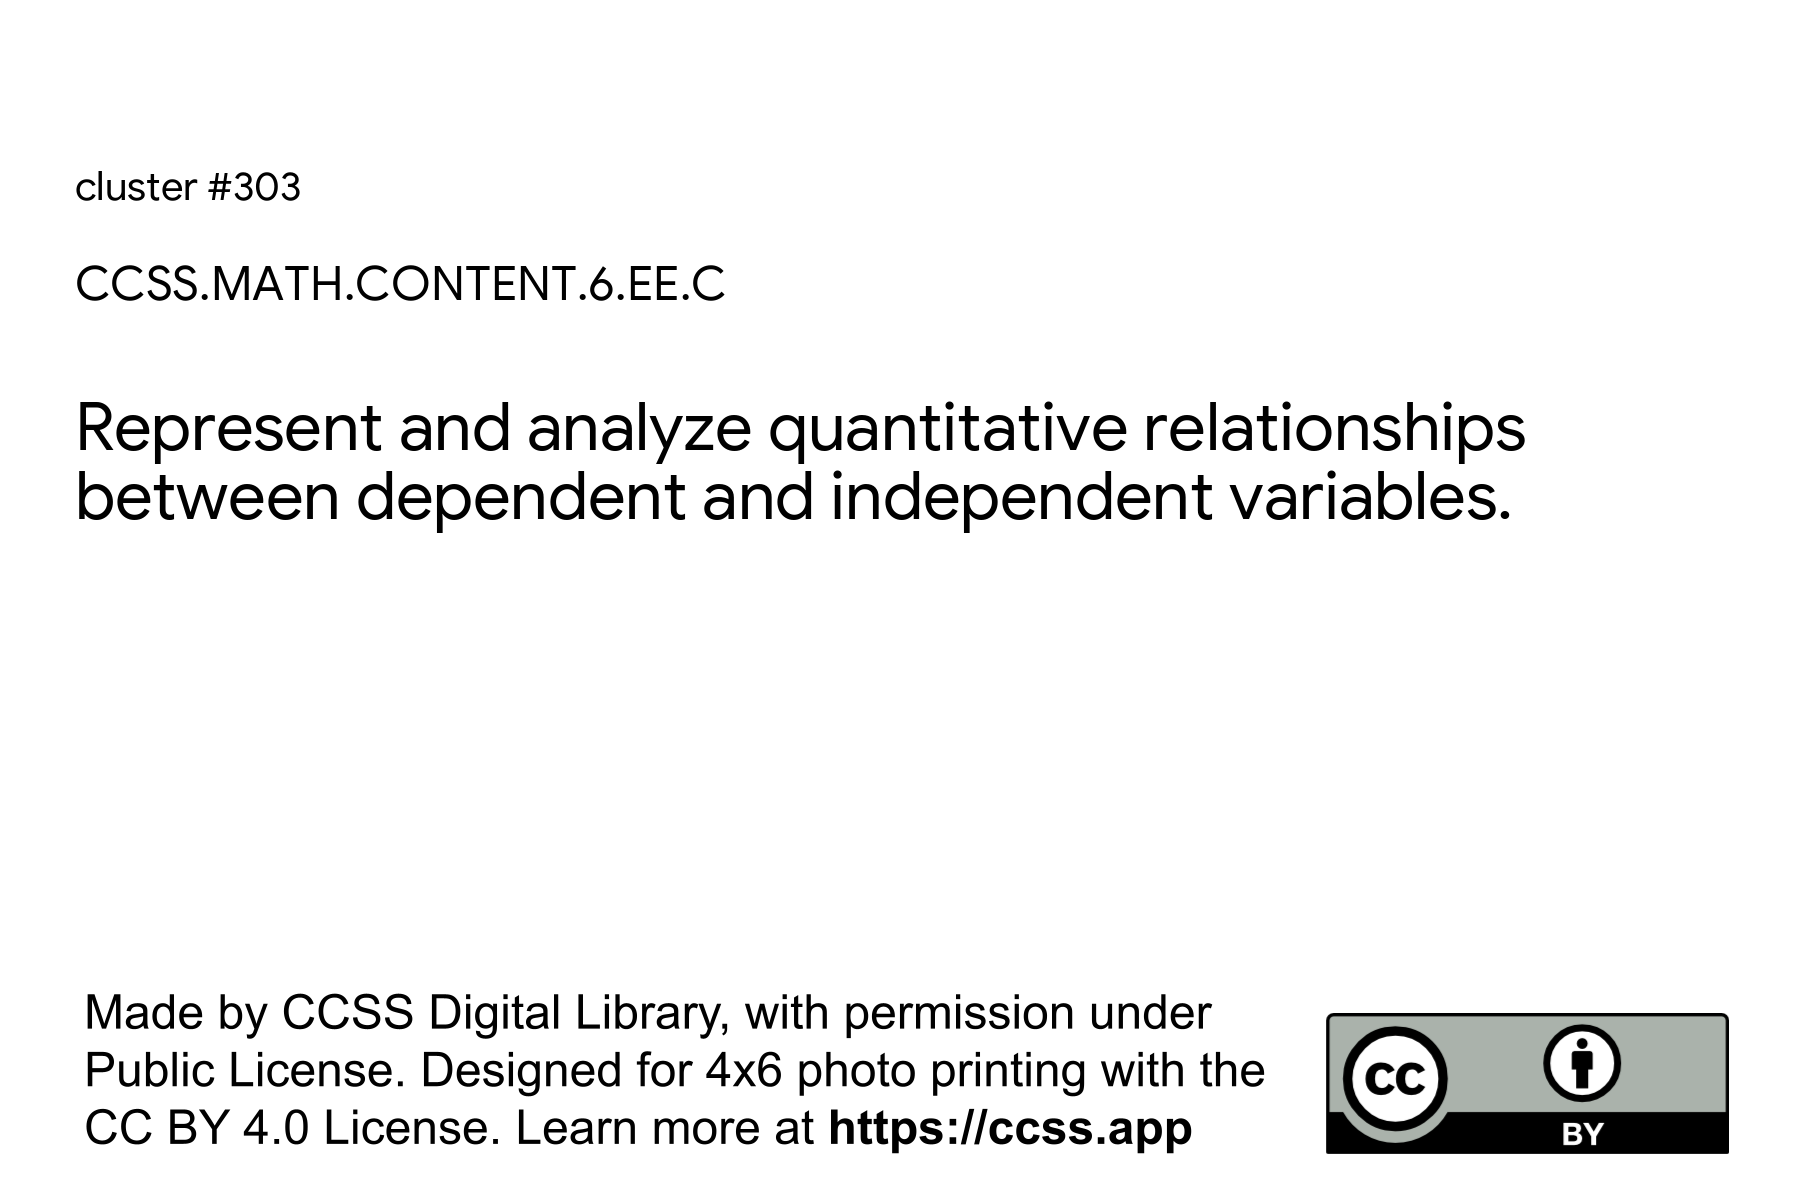 cluster #303
CCSS.MATH.CONTENT.6.EE.C
Represent and analyze quantitative relationships
between dependent and independent variables.
Made by CCSS Digital Library, with permission under
Public License. Designed for 4x6 photo printing with the
CC BY 4.0 License. Learn more at https://ccss.app
CC
BY